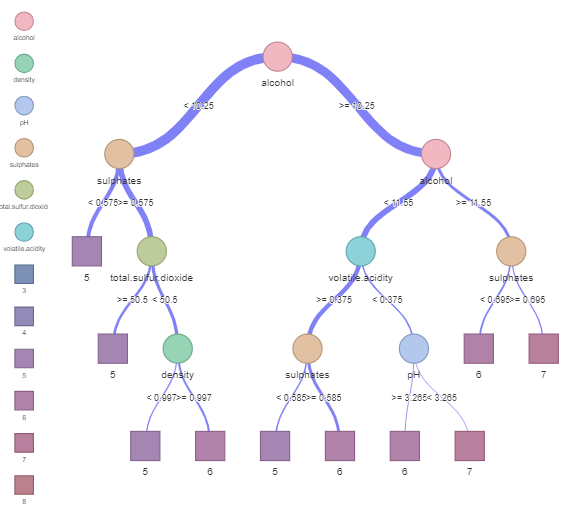 alcohol
density
pH
sulphates
total.sulfur.dioxid
volatile.acidity
3
4
5
6
7
8
alcohol
< 10.25
>= 10.25
sulphates
alcohol
< 0.575
>= 0.575
< 11.55
>= 11.55
5
total.sulfur.dioxide
volatile.acidity
sulphates
>= 50.5
< 50.5
>= 0.375
< 0.375
< 0.695
>= 0.695
5
density
sulphates
pH
6
7
< 0.997
>= 0.997
< 0.585
>= 0.585
>= 3.265
< 3.265
5
6
5
6
6
7